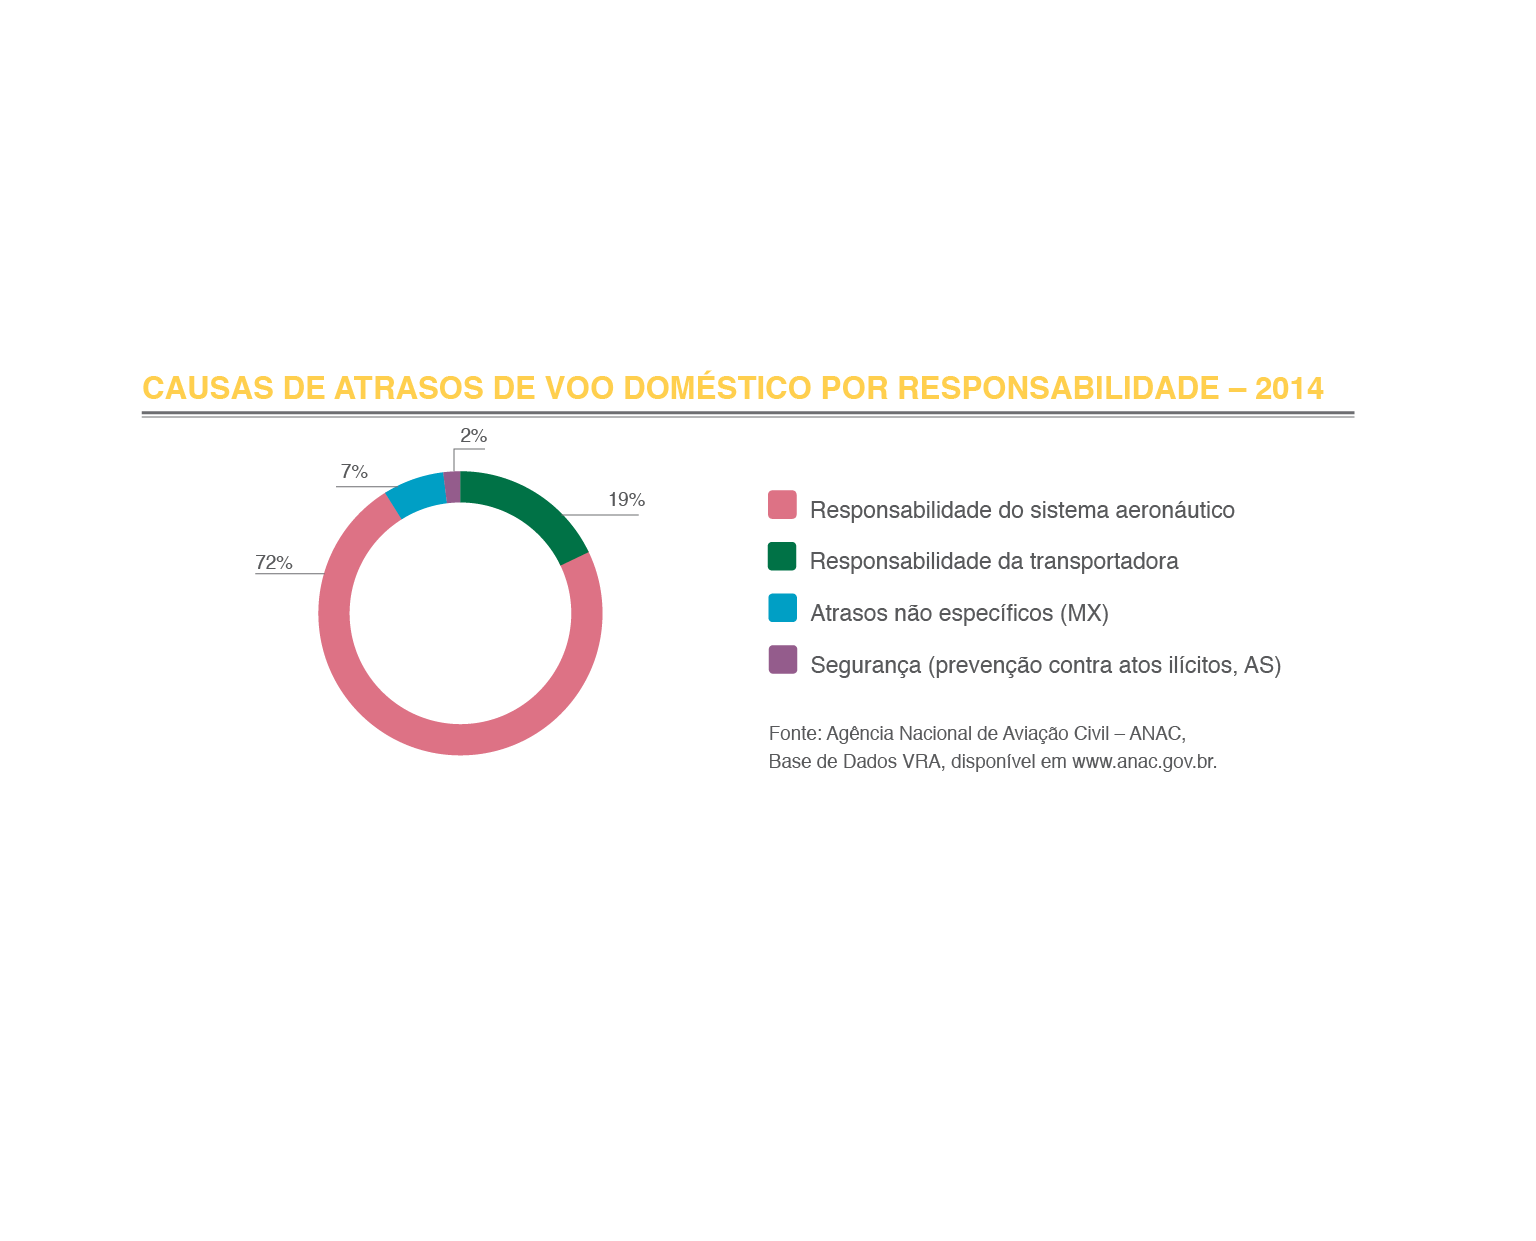 CAUSAS DE ATRASOS DE VOO DOMÉSTICO POR RESPONSABILIDADE – 2014
2%
7%
19%
72%
Responsabilidade do sistema aeronáutico
Responsabilidade da transportadora
Atrasos não específicos (MX)
Segurança (prevenção contra atos ilícitos, AS)
Fonte: Agência Nacional de Aviação Civil – ANAC,
Base de Dados VRA, disponível em www.anac.gov.br.